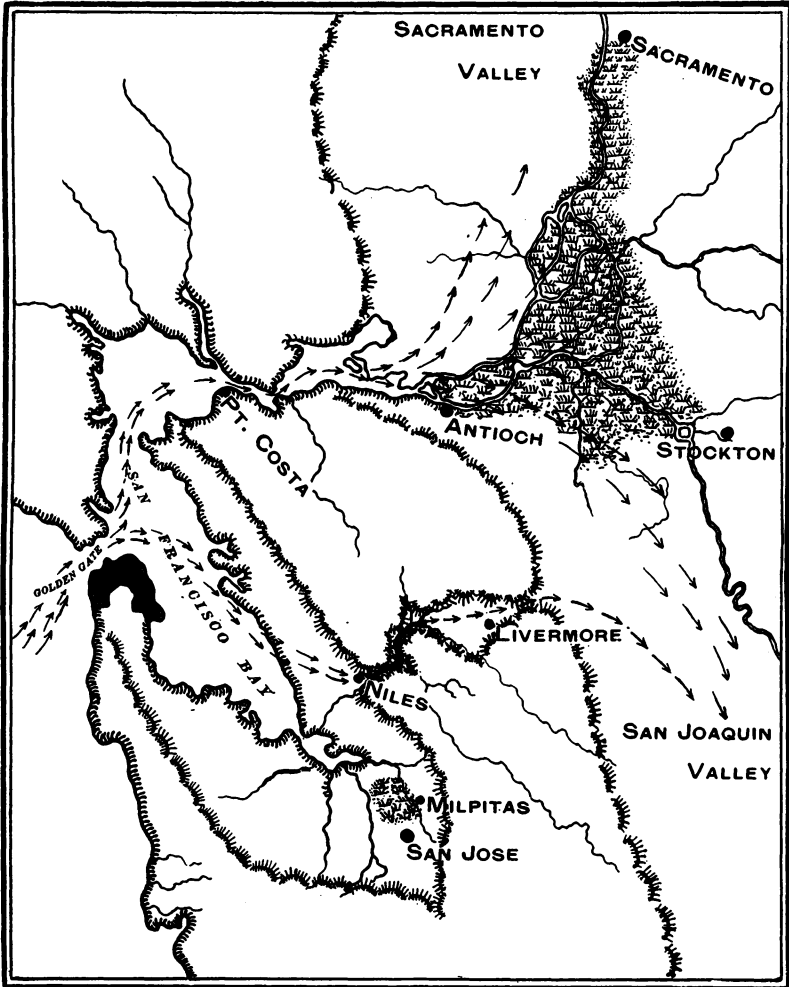 SACRAMENTO
VALLEY
SACRAMENTO
PT. COSTA
ANTIOCH
STOCKTON
SAN
FRANCISCO BAY
GOLDEN GATE
LIVERMORE
NILES
SAN JOAQUIN
VALLEY
MILPITAS
SAN JOSE